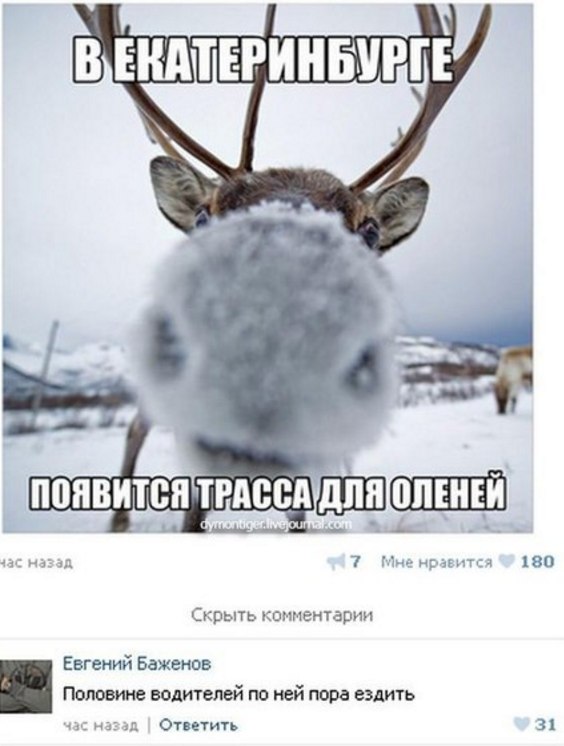 В ЕКАТЕРИНБУРГЕ
ПОЯВИТСЯ ТРАССА ДЛЯ ОЛЕНЕЙ
dymontiger.livejournal.com
час назад 7 Мне нравится 180
Скрыть комментарии
Евгений Баженов
Половине водителей по ней пора ездить
час назад | Ответить 31